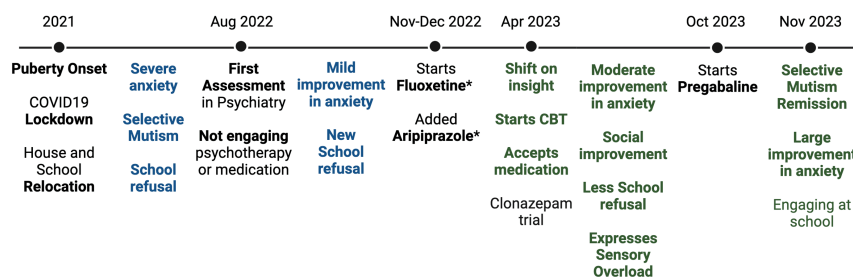 2021
Aug 2022
Nov-Dec 2022
Apr 2023
Oct 2023
Nov 2023
Puberty Onset
COVID19
Lockdown
House and
School
Relocation
Severe
anxiety
Selective
Mutism
School
refusal
First
Assessment
in Psychiatry
Not engaging
psychotherapy
or medication
Mild
improvement
in anxiety
New
School
refusal
Starts
Fluoxetine*
Added
Aripiprazole*
Shift on
insight
Starts CBT
Accepts
medication
Clonazepam
trial
Moderate
improvement
in anxiety
Social
improvement
Less School
refusal
Expresses
Sensory
Overload
Starts
Pregabaline
Selective
Mutism
Remission
Large
improvement
in anxiety
Engaging at
school